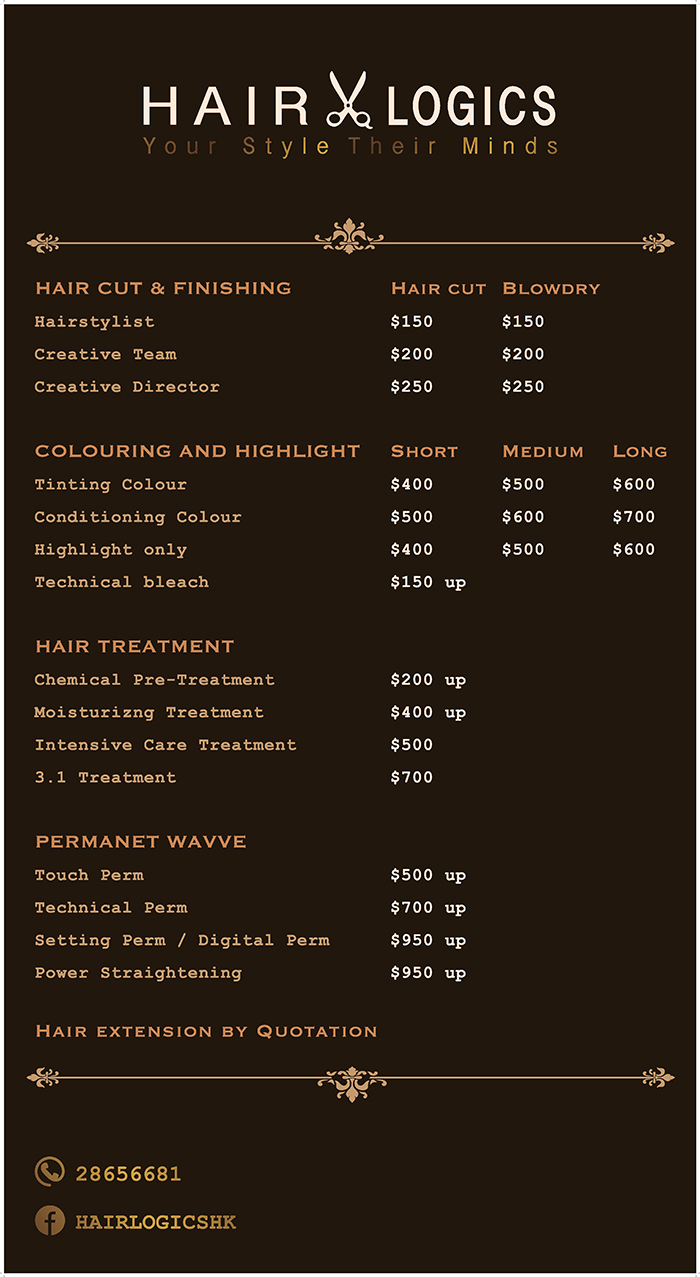 HAIR LOGICS
Your Style Their Minds
HAIR CUT & FINISHING HAIR CUT BLOWDRY
Hairstylist $150 $150
Creative Team $200 $200
Creative Director $250 $250
COLOURING AND HIGHLIGHT SHORT MEDIUM LONG
Tinting Colour $400 $500 $600
Conditioning Colour $500 $600 $700
Highlight only $400 $500 $600
Technical bleach $150 up
HAIR TREATMENT
Chemical Pre-Treatment $200 up
Moisturizng Treatment $400 up
Intensive Care Treatment $500
3.1 Treatment $700
PERMANET WAVVE
Touch Perm $500 up
Technical Perm $700 up
Setting Perm / Digital Perm $950 up
Power Straightening $950 up
HAIR EXTENSION BY QUOTATION
28656681
HAIRLOGICSHK